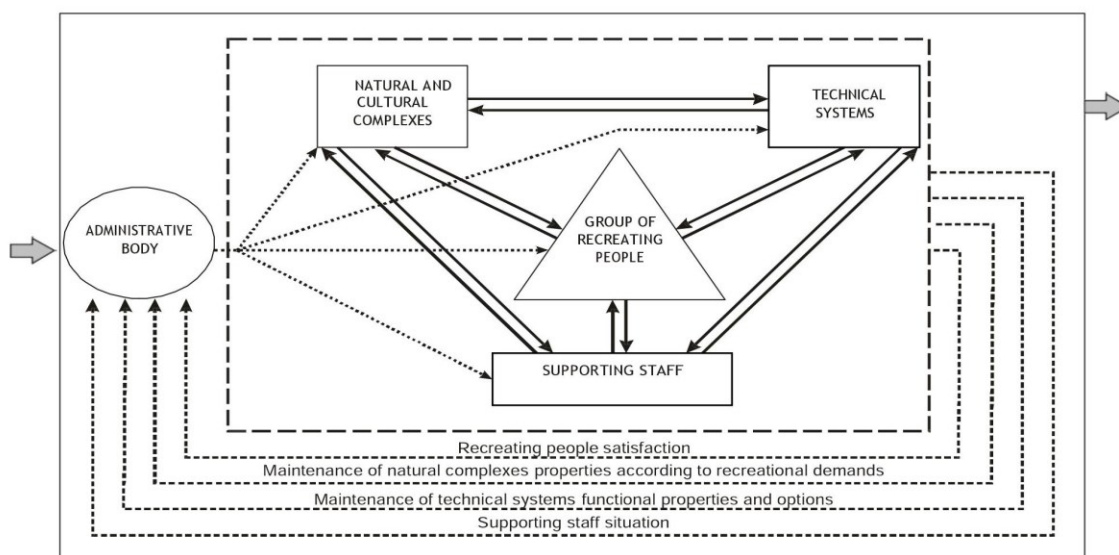 NATURAL AND
CULTURAL
COMPLEXES
TECHNICAL
SYSTEMS
ADMINISTRATIVE
BODY
GROUP OF
RECREATING
PEOPLE
SUPPORTING STAFF
Recreating people satisfaction
Maintenance of natural complexes properties according to recreational demands
Maintenance of technical systems functional properties and options
Supporting staff situation